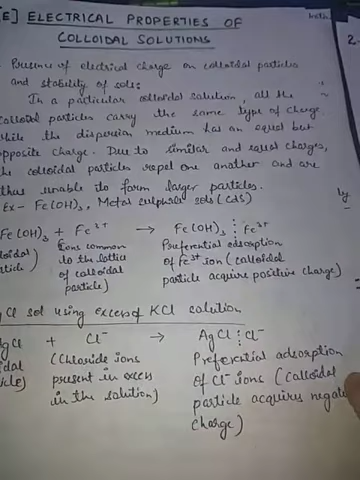 [E] ELECTRICAL PROPERTIES OF
COLLOIDAL SOLUTIONS
Presence of electrical charge on colloidal particles
and stability of sols:
In a particular colloidal solution, all the
colloidal particles carry the same type of charge
while the dispersion medium has an equal but
opposite charge. Due to similar and equal charges,
the colloidal particles repel one another and are
thus unable to form larger particles.
Ex- Fe(OH)3, Metal sulphide sols (CdS)
Fe(OH)3 + Fe3+ → Fe(OH)3 ⋮ Fe3+
(Ions common Preferential adsorption
to the lattice of Fe3+ ion (colloidal
of colloidal particle acquire positive charge)
particle)
Cl sol using excess of KCl solution
AgCl + Cl- → AgCl ⋮ Cl-
(Chloride ions Preferential adsorption
present in excess of Cl- ions (Colloidal
in the solution) particle acquires negative
charge)
2.